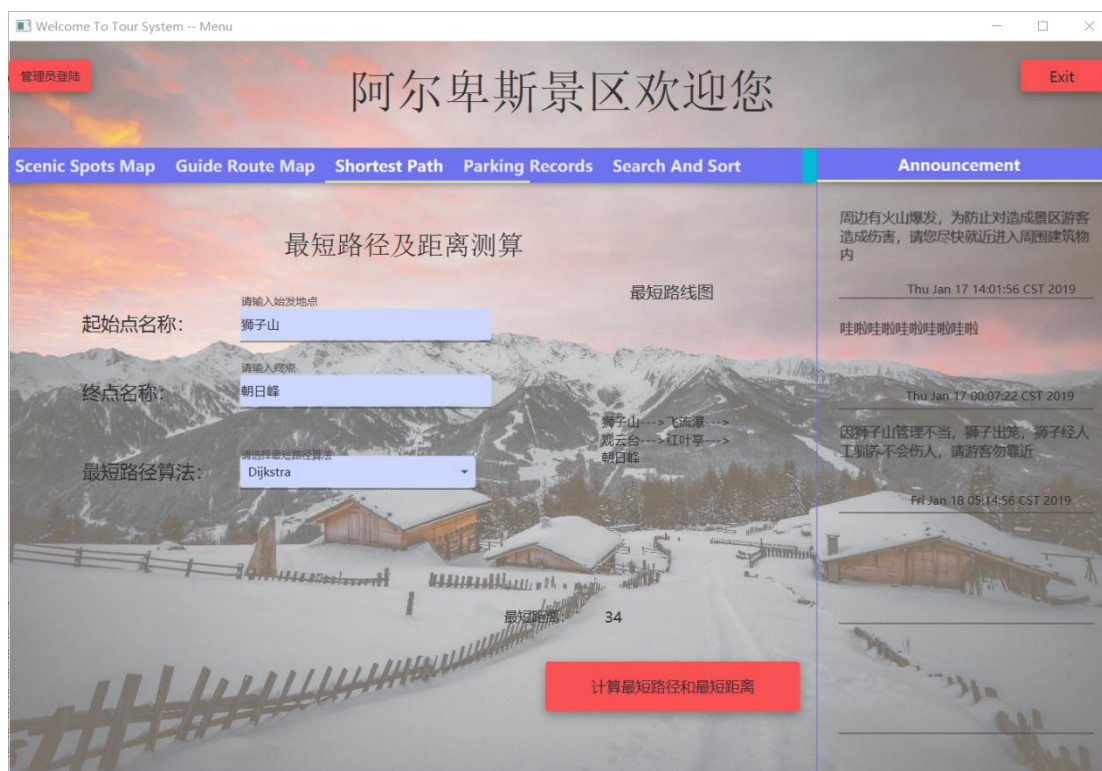 Welcome To Tour System -- Menu
管理员登陆
阿尔卑斯景区欢迎您
Exit
Scenic Spots Map
Guide Route Map
Shortest Path
Parking Records
Search And Sort
Announcement
最短路径及距离测算
请输入始发地点
起始点名称:
狮子山
请输入终点
终点名称:
朝日峰
请选择最短路径算法
最短路径算法:
Dijkstra
最短路线图
狮子山--->飞流瀑--->
观云台--->红叶亭--->
朝日峰
最短距离:
34
计算最短路径和最短距离
周边有火山爆发，为防止对造成景区游客
造成伤害，请您尽快就近进入周围建筑物
内
Thu Jan 17 14:01:56 CST 2019
哇啦哇啦哇啦哇啦哇啦
Thu Jan 17 00:07:22 CST 2019
因狮子山管理不当，狮子出笼，狮子经人
工驯养不会伤人，请游客勿靠近
Fri Jan 18 05:14:56 CST 2019